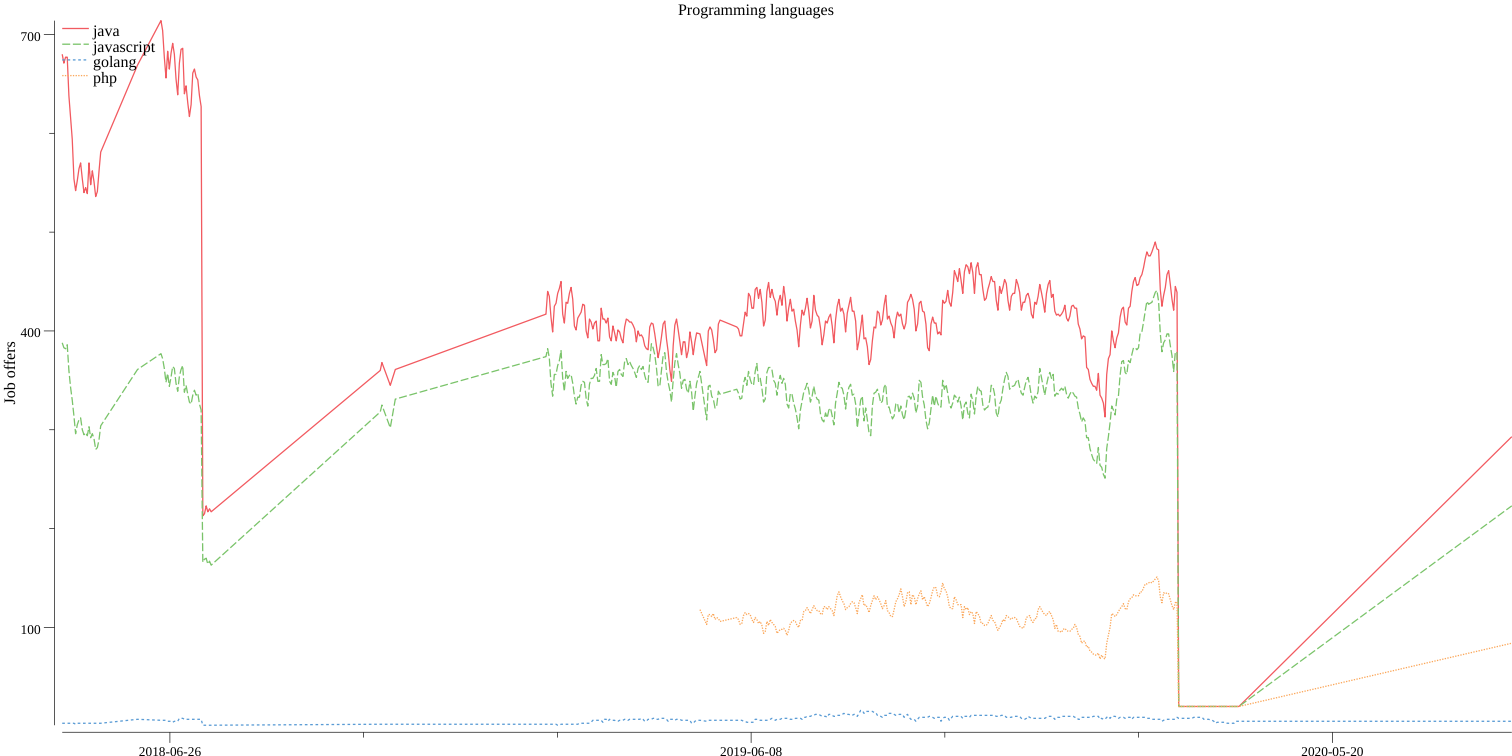 Programming languages
java
javascript
golang
php
700
400
100
Job offers
2018-06-26
2019-06-08
2020-05-20